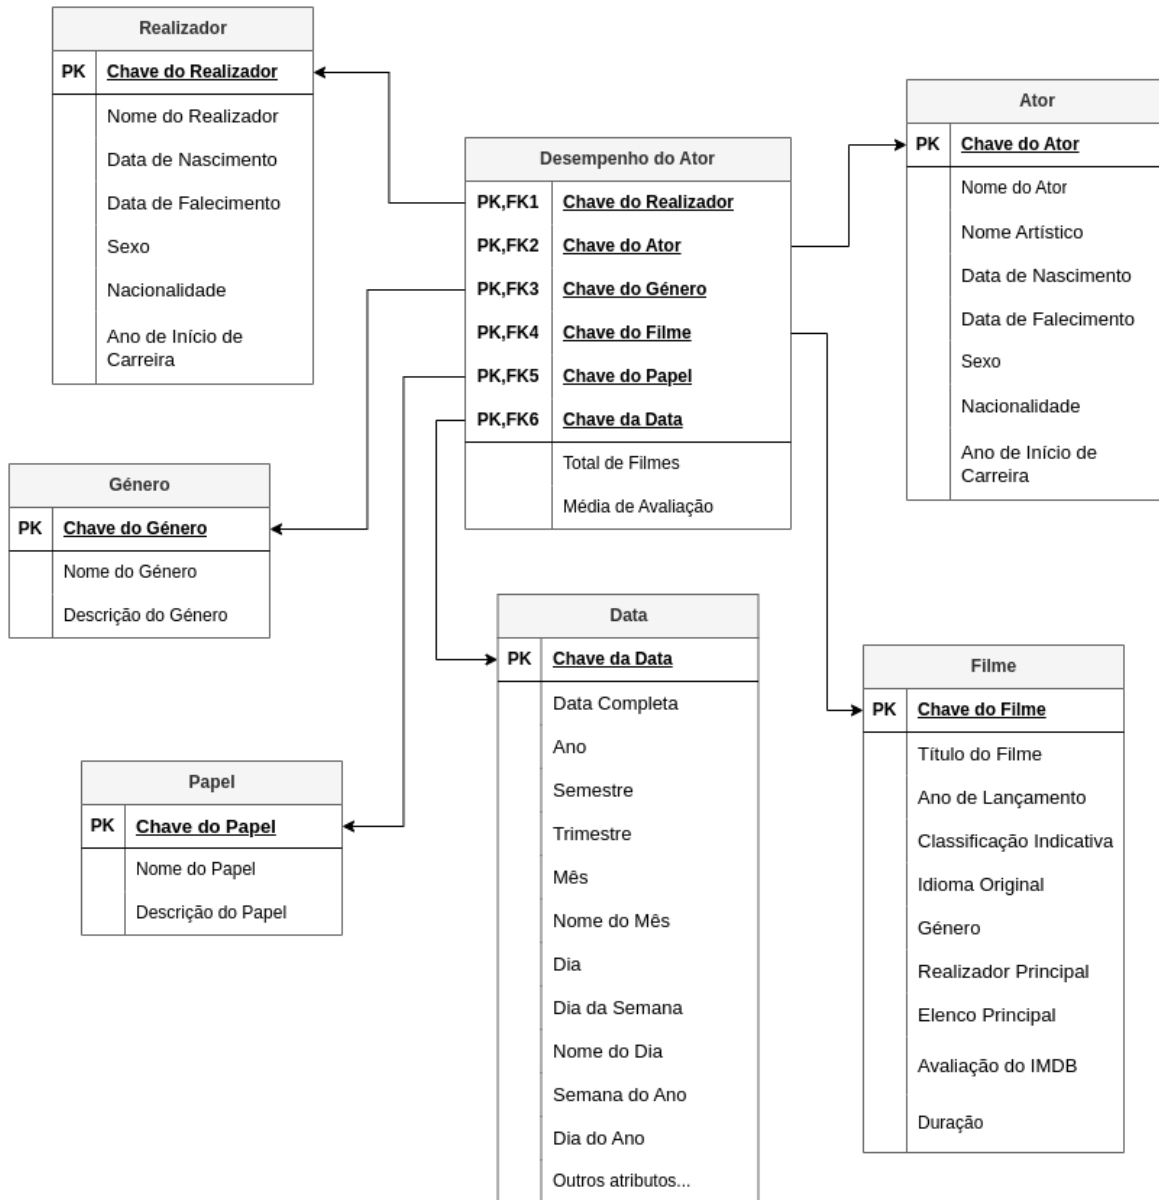 Realizador
PK Chave do Realizador
Nome do Realizador
Data de Nascimento
Data de Falecimento
Sexo
Nacionalidade
Ano de Início de
Carreira
Desempenho do Ator
PK,FK1 Chave do Realizador
PK,FK2 Chave do Ator
PK,FK3 Chave do Género
PK,FK4 Chave do Filme
PK,FK5 Chave do Papel
PK,FK6 Chave da Data
Total de Filmes
Média de Avaliação
Ator
PK Chave do Ator
Nome do Ator
Nome Artístico
Data de Nascimento
Data de Falecimento
Sexo
Nacionalidade
Ano de Início de
Carreira
Género
PK Chave do Género
Nome do Género
Descrição do Género
Papel
PK Chave do Papel
Nome do Papel
Descrição do Papel
Data
PK Chave da Data
Data Completa
Ano
Semestre
Trimestre
Mês
Nome do Mês
Dia
Dia da Semana
Nome do Dia
Semana do Ano
Dia do Ano
Outros atributos...
Filme
PK Chave do Filme
Título do Filme
Ano de Lançamento
Classificação Indicativa
Idioma Original
Género
Realizador Principal
Elenco Principal
Avaliação do IMDB
Duração